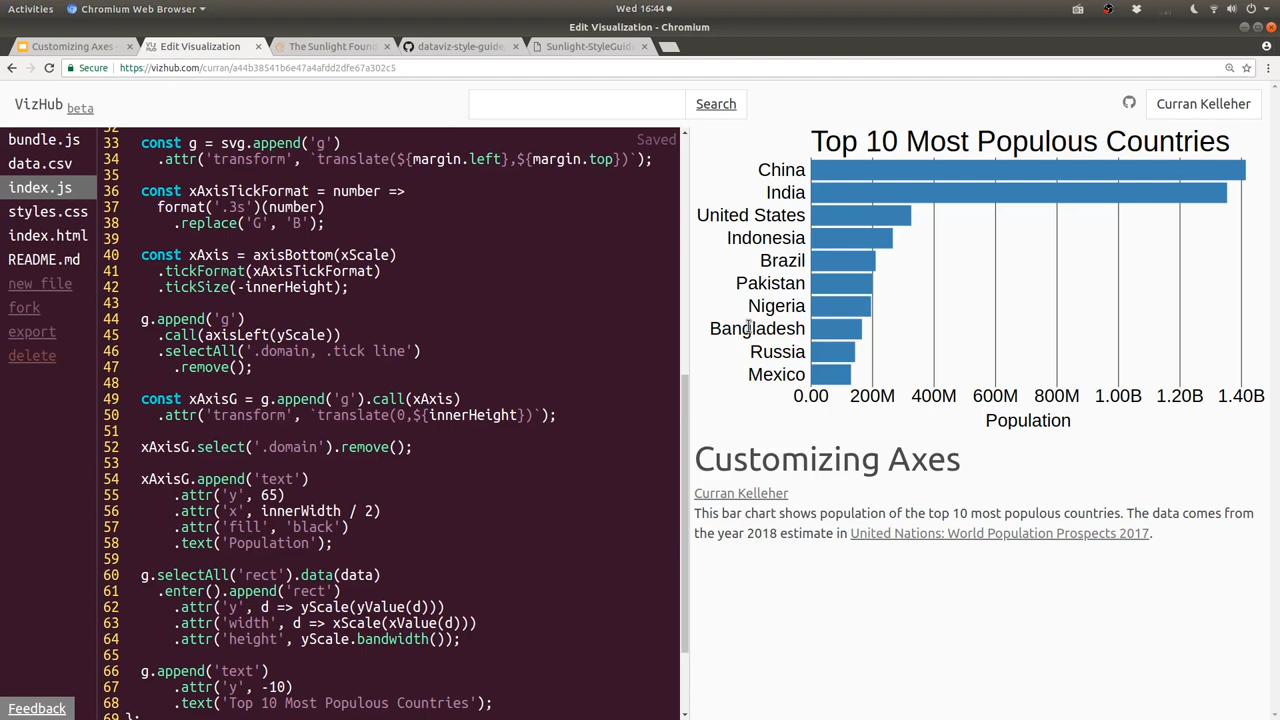 Activities Chromium Web Browser Wed 16:44
Edit Visualization - Chromium
Customizing Axes Edit Visualization The Sunlight Found dataviz-style-guide Sunlight-StyleGuid
Secure https://vizhub.com/curran/a44b38541b6e47a4afdd2dfe67a302c5
VizHub beta Search Curran Kelleher
bundle.js
data.csv
index.js
styles.css
index.html
README.md
new file
fork
export
delete
Feedback
Saved
32
33 const g = svg.append('g')
34 .attr('transform', `translate(${margin.left},${margin.top})`);
35
36 const xAxisTickFormat = number =>
37 format('.3s')(number)
38 .replace('G', 'B');
39
40 const xAxis = axisBottom(xScale)
41 .tickFormat(xAxisTickFormat)
42 .tickSize(-innerHeight);
43
44 g.append('g')
45 .call(axisLeft(yScale))
46 .selectAll('.domain, .tick line')
47 .remove();
48
49 const xAxisG = g.append('g').call(xAxis)
50 .attr('transform', `translate(0,${innerHeight})`);
51
52 xAxisG.select('.domain').remove();
53
54 xAxisG.append('text')
55 .attr('y', 65)
56 .attr('x', innerWidth / 2)
57 .attr('fill', 'black')
58 .text('Population');
59
60 g.selectAll('rect').data(data)
61 .enter().append('rect')
62 .attr('y', d => yScale(yValue(d)))
63 .attr('width', d => xScale(xValue(d)))
64 .attr('height', yScale.bandwidth());
65
66 g.append('text')
67 .attr('y', -10)
68 .text('Top 10 Most Populous Countries');
69 };
Top 10 Most Populous Countries
China
India
United States
Indonesia
Brazil
Pakistan
Nigeria
Bangladesh
Russia
Mexico
0.00 200M 400M 600M 800M 1.00B 1.20B 1.40B
Population
Customizing Axes
Curran Kelleher
This bar chart shows population of the top 10 most populous countries. The data comes from
the year 2018 estimate in United Nations: World Population Prospects 2017.